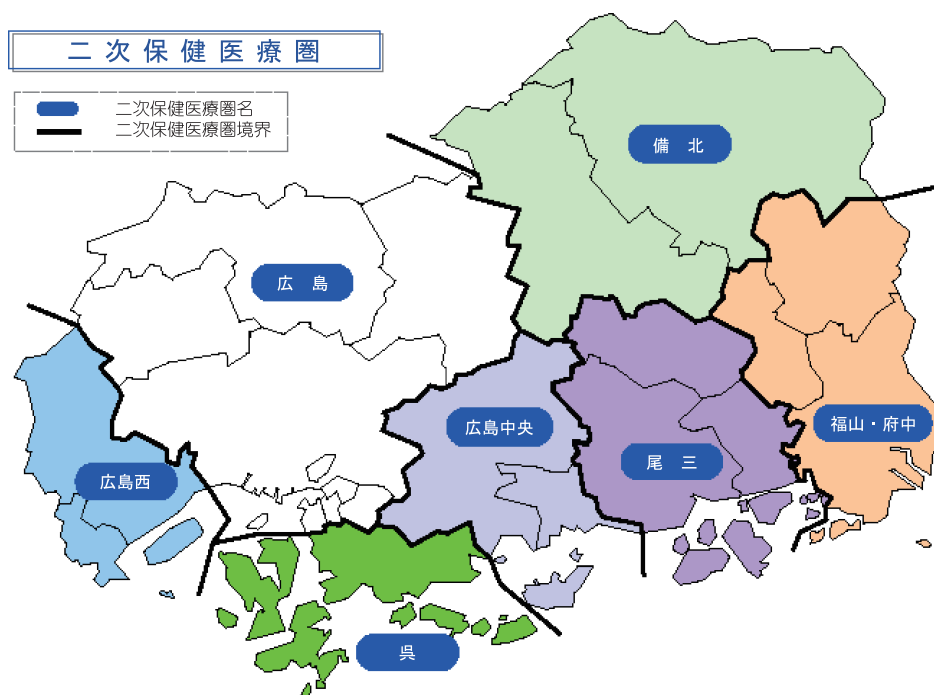 二次保健医療圏
二次保健医療圏名
二次保健医療圏境界
備 北
広 島
広島中央
福山・府中
尾 三
広島西
呉